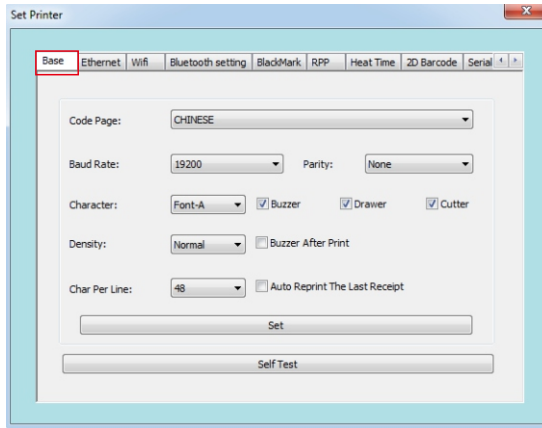 Set Printer
Base Ethernet Wifi Bluetooth setting BlackMark RPP Heat Time 2D Barcode Serial
Code Page: CHINESE
Baud Rate: 19200 Parity: None
Character: Font-A Buzzer Drawer Cutter
Density: Normal Buzzer After Print
Char Per Line: 48 Auto Reprint The Last Receipt
Set
Self Test